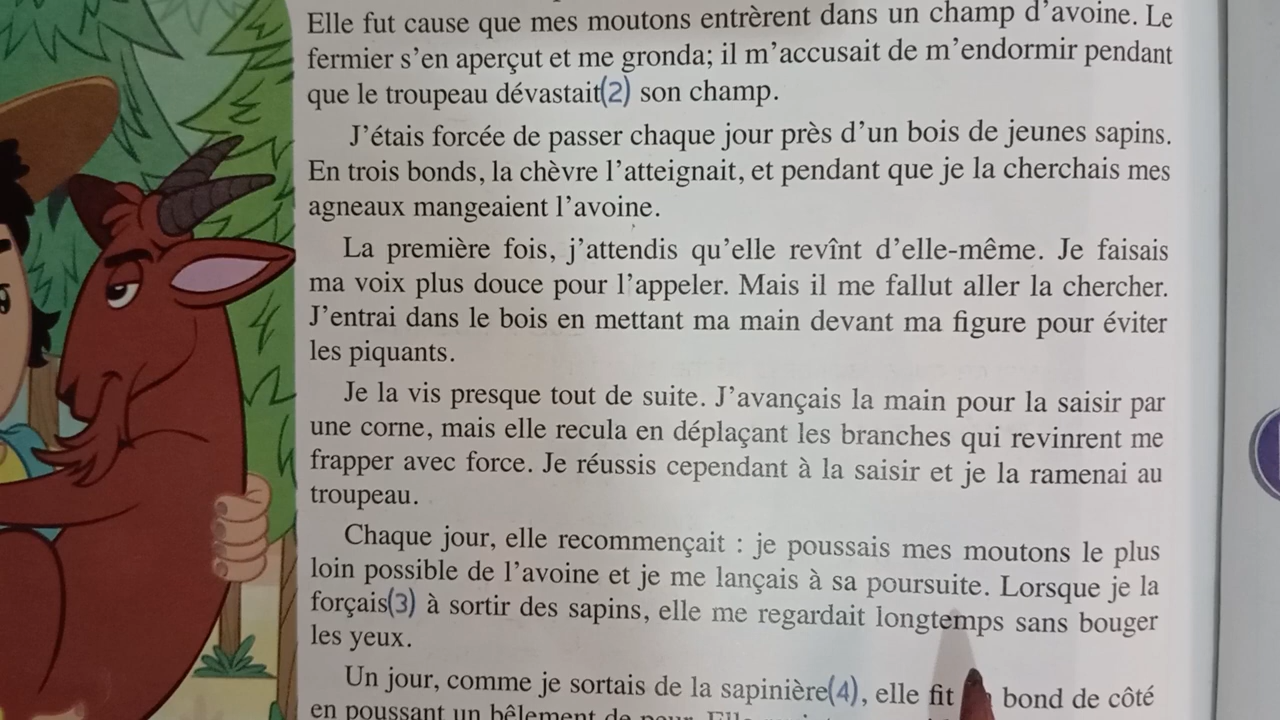 Elle fut cause que mes moutons entrèrent dans un champ d'avoine. Le
fermier s'en aperçut et me gronda; il m'accusait de m'endormir pendant
que le troupeau dévastait(2) son champ.
J'étais forcée de passer chaque jour près d'un bois de jeunes sapins.
En trois bonds, la chèvre l'atteignait, et pendant que je la cherchais mes
agneaux mangeaient l'avoine.
La première fois, j'attendis qu'elle revînt d'elle-même. Je faisais
ma voix plus douce pour l'appeler. Mais il me fallut aller la chercher.
J'entrai dans le bois en mettant ma main devant ma figure pour éviter
les piquants.
Je la vis presque tout de suite. J'avançais la main pour la saisir par
une corne, mais elle recula en déplaçant les branches qui revinrent me
frapper avec force. Je réussis cependant à la saisir et je la ramenai au
troupeau.
Chaque jour, elle recommençait : je poussais mes moutons le plus
loin possible de l'avoine et je me lançais à sa poursuite. Lorsque je la
forçais(3) à sortir des sapins, elle me regardait longtemps sans bouger
les yeux.
Un jour, comme je sortais de la sapinière(4), elle fit bond de côté
en poussant un bêlement de